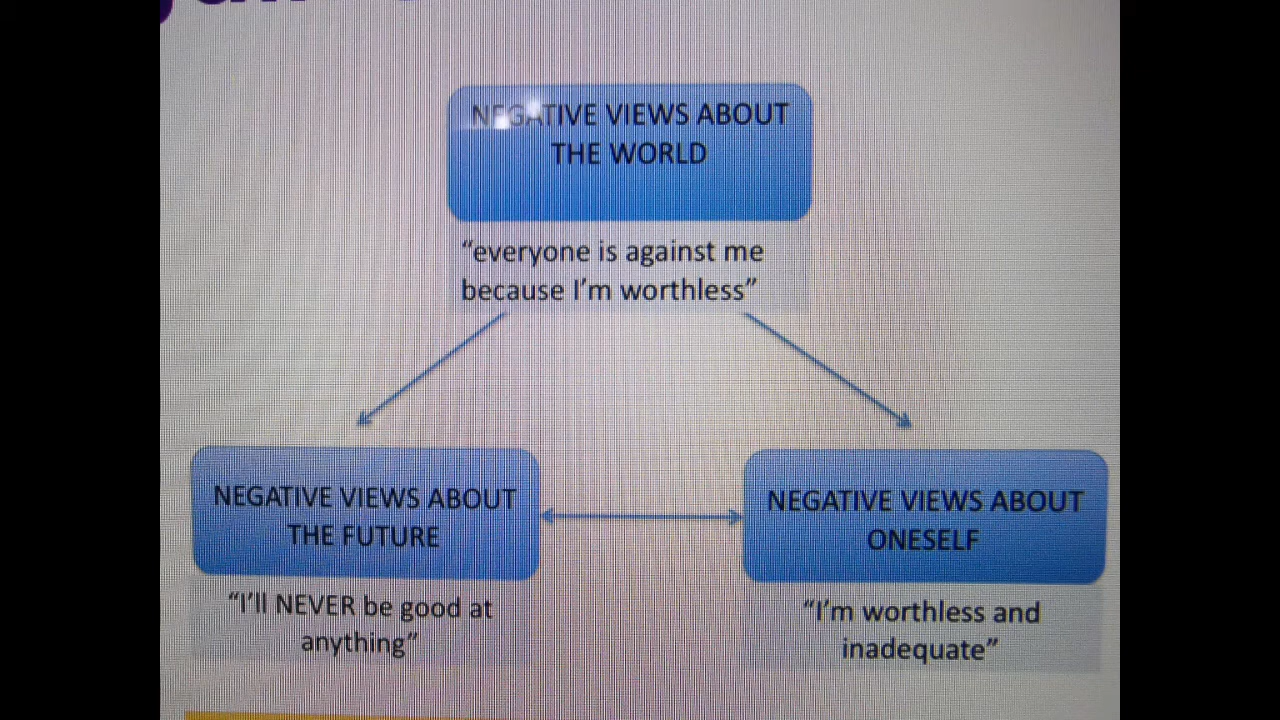 NEGATIVE VIEWS ABOUT
THE WORLD
“everyone is against me
because I’m worthless”
NEGATIVE VIEWS ABOUT
THE FUTURE
“I’ll NEVER be good at
anything”
NEGATIVE VIEWS ABOUT
ONESELF
“I’m worthless and
inadequate”